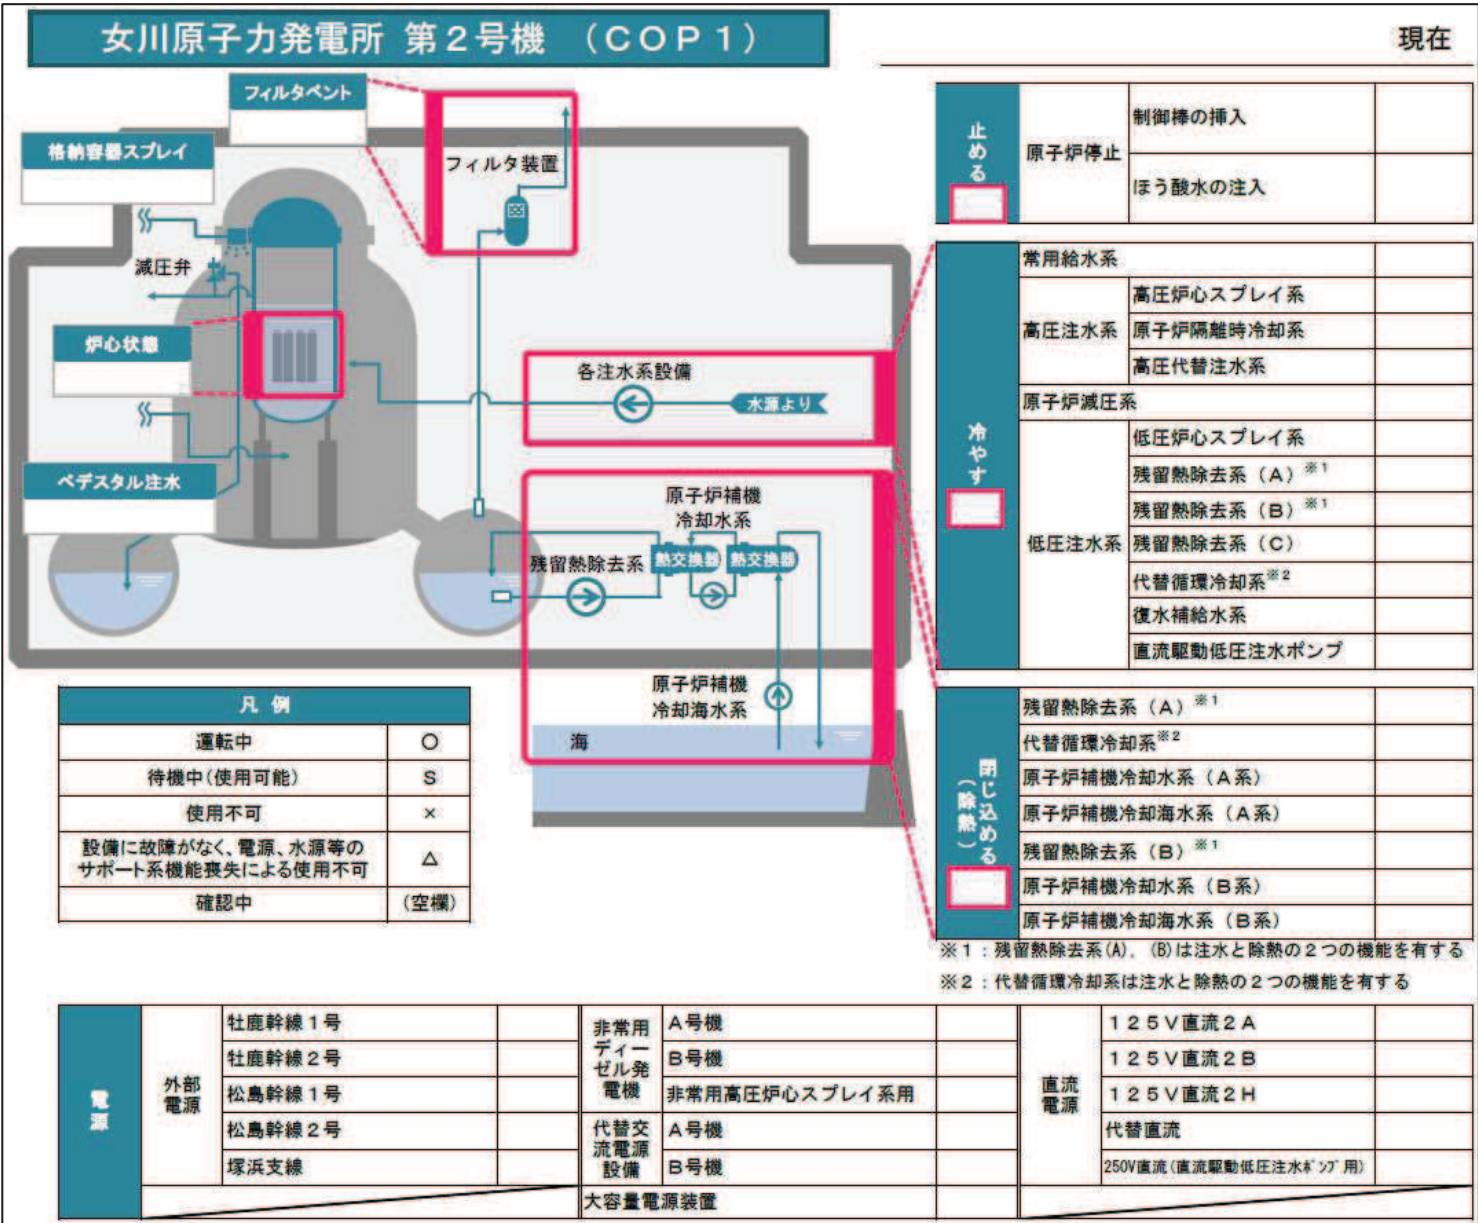 女川原子力発電所 第２号機 （ＣＯＰ１）
現在
フィルタベント
格納容器スプレイ
フィルタ装置
減圧弁
炉心状態
各注水系設備
水源より
ペデスタル注水
原子炉補機
冷却水系
残留熱除去系
熱交換器
熱交換器
原子炉補機
冷却海水系
海
凡 例
運転中 ○
待機中(使用可能) S
使用不可 ×
設備に故障がなく、電源、水源等の
サポート系機能喪失による使用不可 △
確認中 (空欄)
止める
原子炉停止
制御棒の挿入
ほう酸水の注入
冷やす
常用給水系
高圧注水系
高圧炉心スプレイ系
原子炉隔離時冷却系
高圧代替注水系
原子炉減圧系
低圧注水系
低圧炉心スプレイ系
残留熱除去系（Ａ）※1
残留熱除去系（Ｂ）※1
残留熱除去系（Ｃ）
代替循環冷却系※2
復水補給水系
直流駆動低圧注水ポンプ
閉じ込める
（除熱）
残留熱除去系（Ａ）※1
代替循環冷却系※2
原子炉補機冷却水系（Ａ系）
原子炉補機冷却海水系（Ａ系）
残留熱除去系（Ｂ）※1
原子炉補機冷却水系（Ｂ系）
原子炉補機冷却海水系（Ｂ系）
※１：残留熱除去系(A)，(B)は注水と除熱の２つの機能を有する
※２：代替循環冷却系は注水と除熱の２つの機能を有する
電源
外部
電源
牡鹿幹線１号
牡鹿幹線２号
松島幹線１号
松島幹線２号
塚浜支線
非常用
ディー
ゼル発
電機
A号機
B号機
非常用高圧炉心スプレイ系用
代替交
流電源
設備
A号機
B号機
大容量電源装置
直流
電源
１２５Ｖ直流２Ａ
１２５Ｖ直流２Ｂ
１２５Ｖ直流２Ｈ
代替直流
250V直流(直流駆動低圧注水ﾎﾟﾝﾌﾟ用)